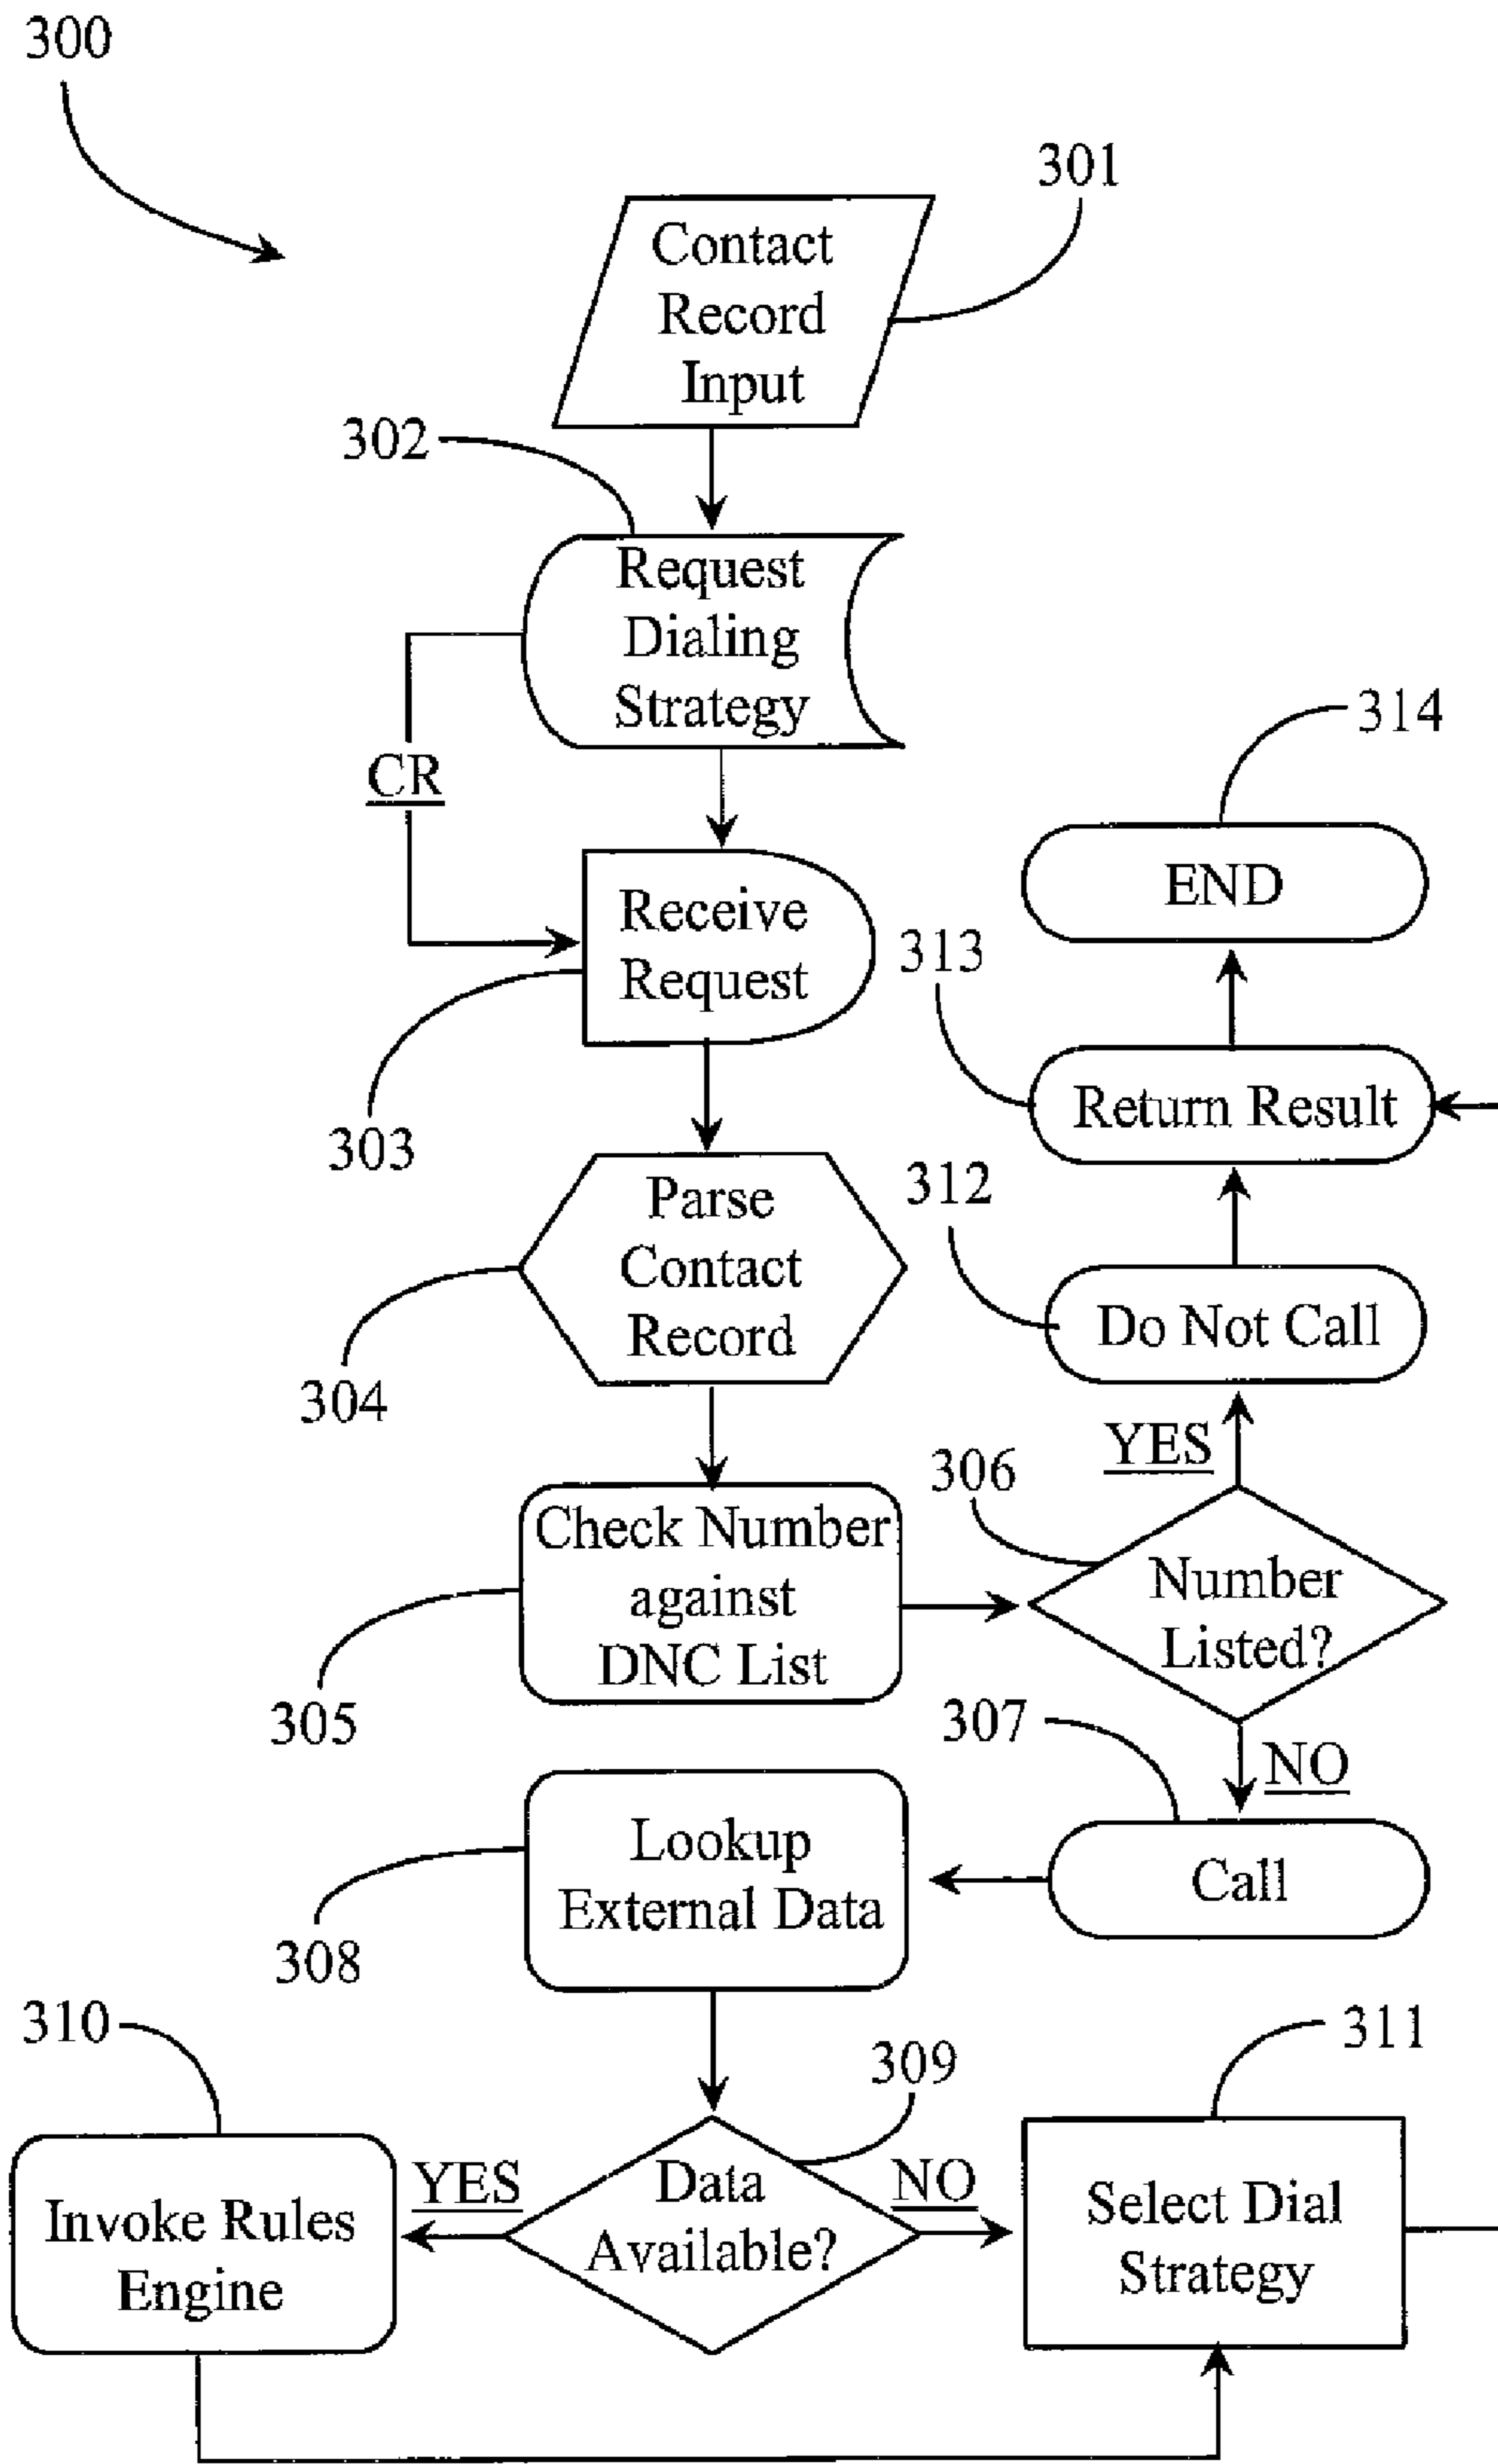 300
301
Contact
Record
Input
302
Request
Dialing
Strategy
CR
303
Receive
Request
304
Parse
Contact
Record
305
Check Number
against
DNC List
306
Number
Listed?
YES
NO
307
Call
308
Lookup
External Data
309
Data
Available?
YES
NO
310
Invoke Rules
Engine
311
Select Dial
Strategy
312
Do Not Call
313
Return Result
314
END